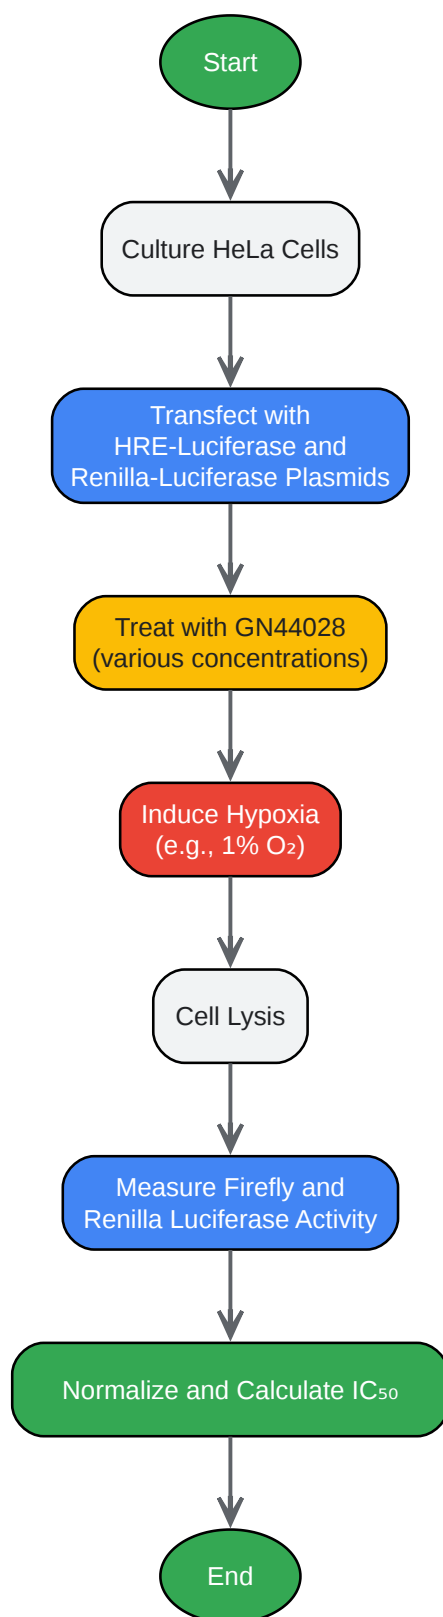 Start
Culture HeLa Cells
Transfect with
HRE-Luciferase and
Renilla-Luciferase Plasmids
Treat with GN44028
(various concentrations)
Induce Hypoxia
(e.g., 1% O₂)
Cell Lysis
Measure Firefly and
Renilla Luciferase Activity
Normalize and Calculate IC₅₀
End